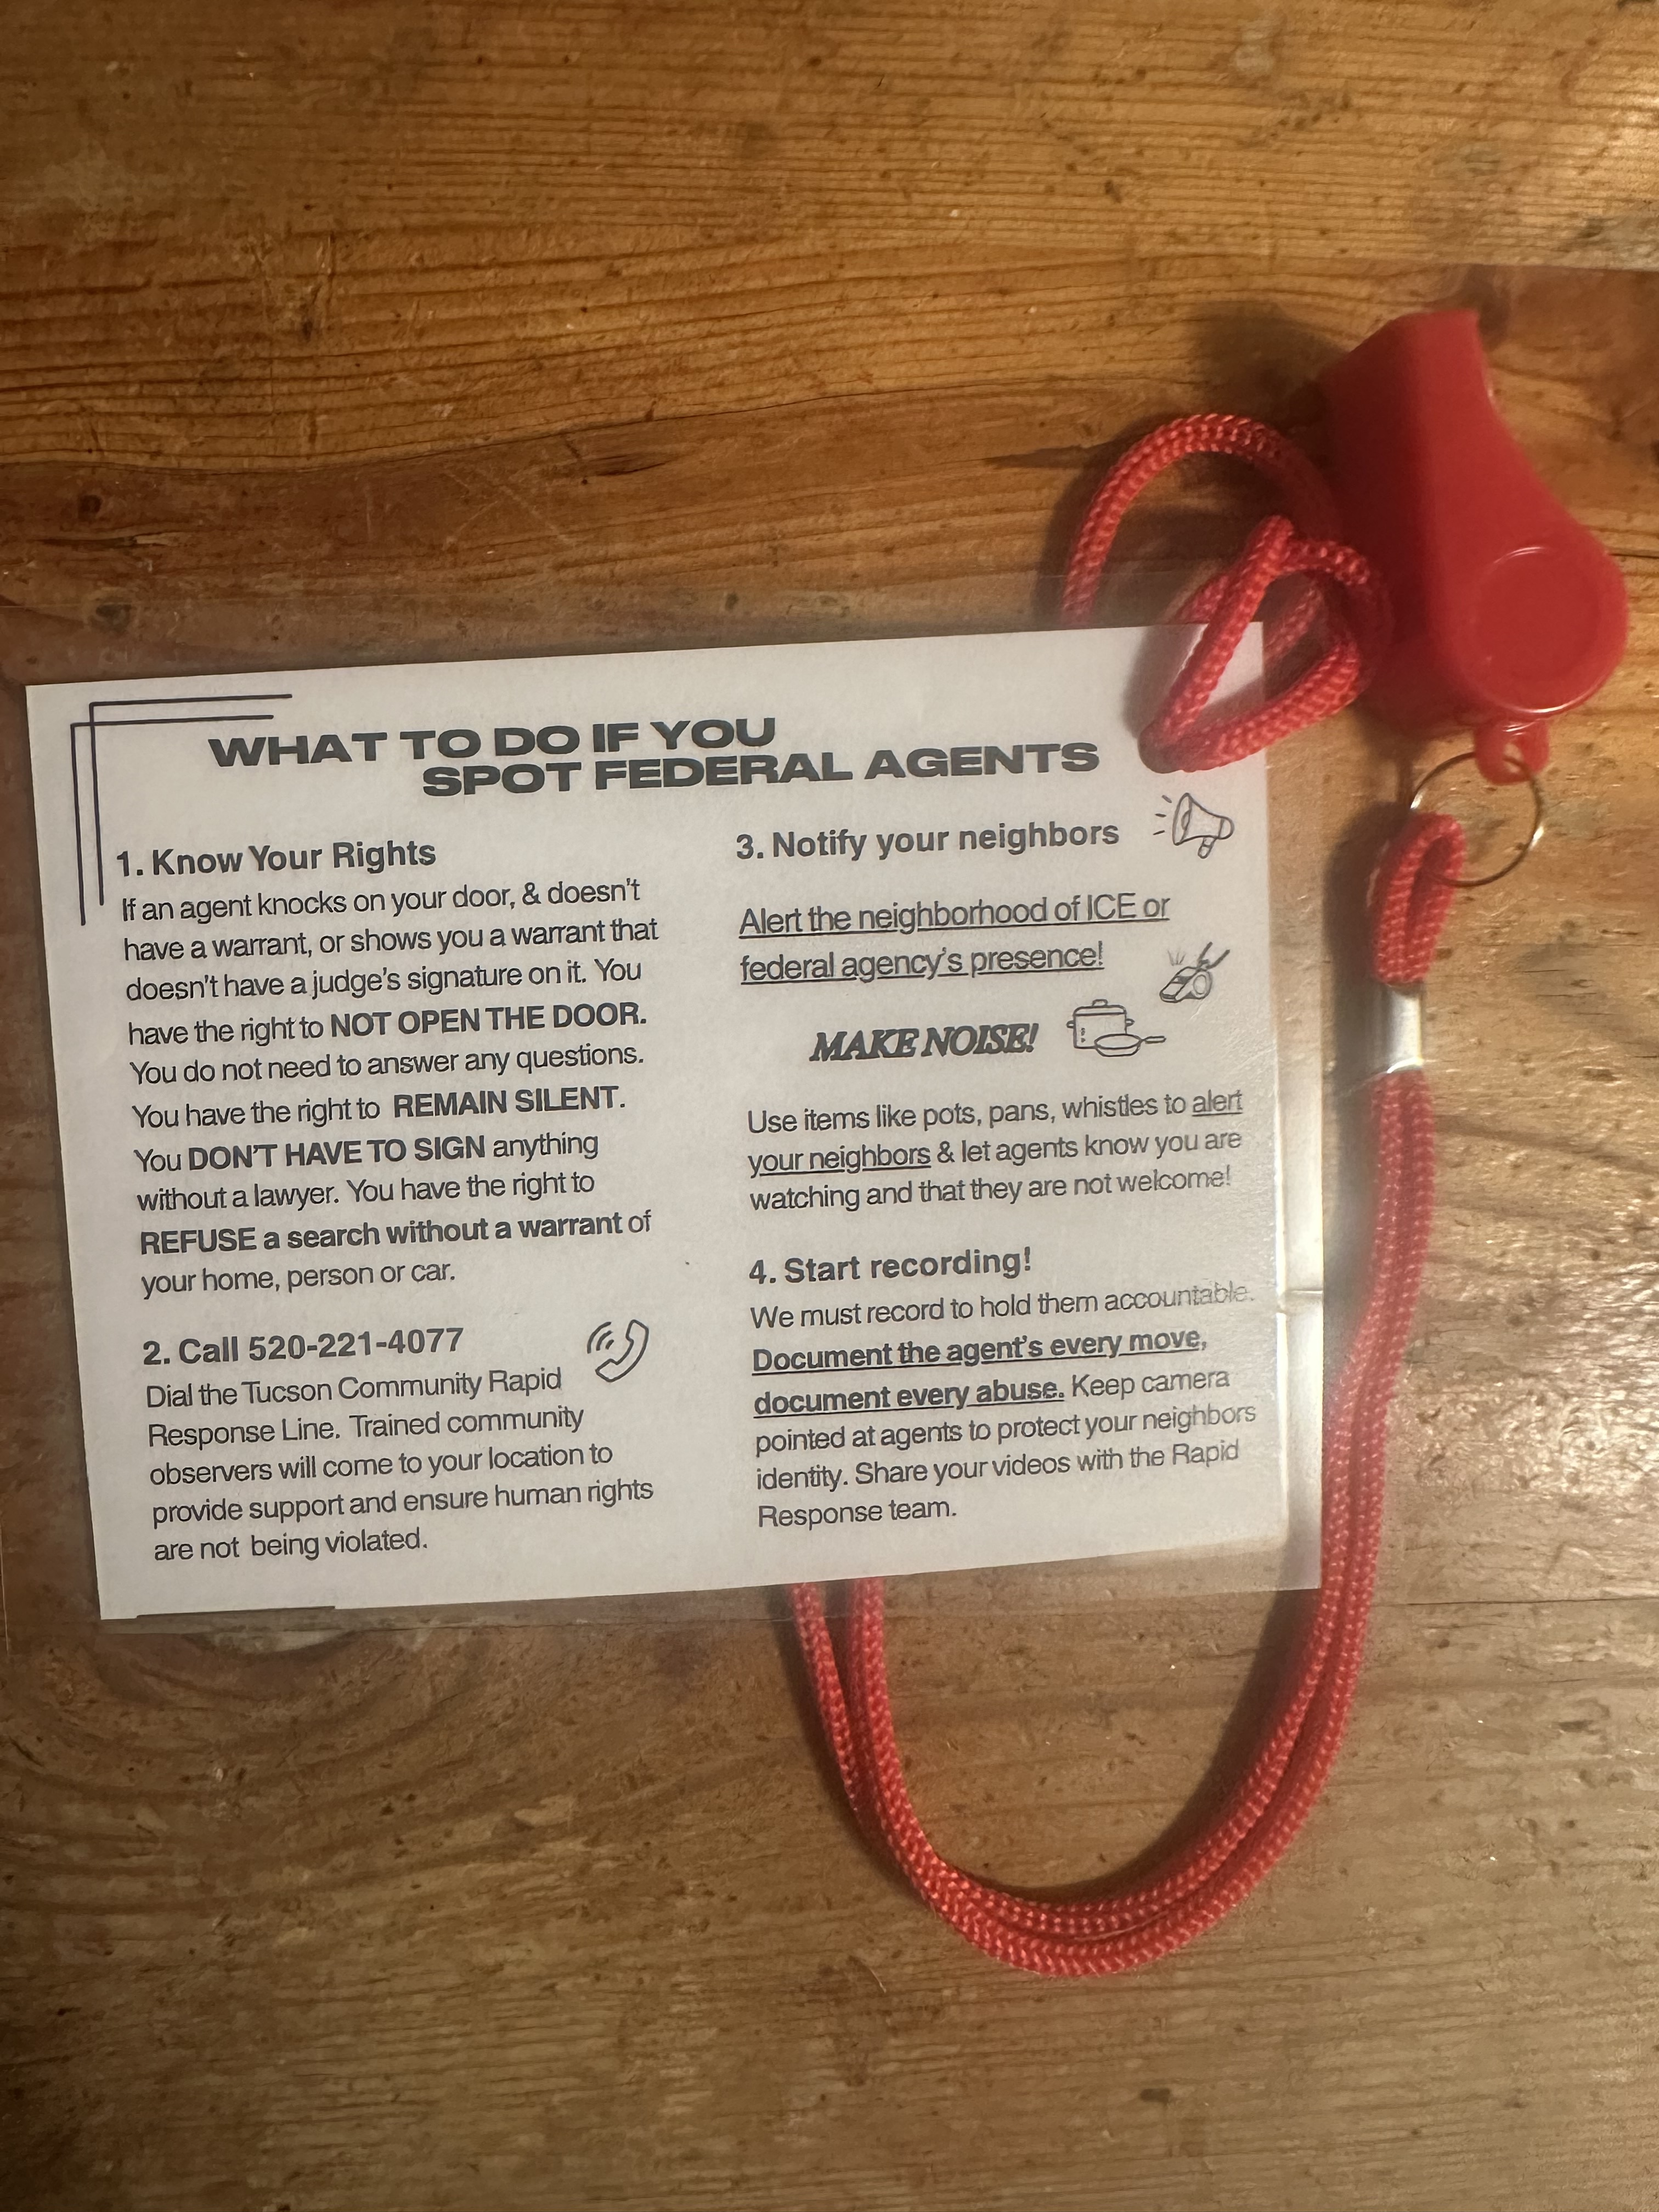 WHAT TO DO IF YOU
SPOT FEDERAL AGENTS
1. Know Your Rights
If an agent knocks on your door, & doesn't
have a warrant, or shows you a warrant that
doesn't have a judge's signature on it. You
have the right to NOT OPEN THE DOOR.
You do not need to answer any questions.
You have the right to REMAIN SILENT.
You DON'T HAVE TO SIGN anything
without a lawyer. You have the right to
REFUSE a search without a warrant of
your home, person or car.
2. Call 520-221-4077
Dial the Tucson Community Rapid
Response Line. Trained community
observers will come to your location to
provide support and ensure human rights
are not being violated.
3. Notify your neighbors
Alert the neighborhood of ICE or
federal agency's presence!
MAKE NOISE!
Use items like pots, pans, whistles to alert
your neighbors & let agents know you are
watching and that they are not welcome!
4. Start recording!
We must record to hold them accountable.
Document the agent's every move,
document every abuse. Keep camera
pointed at agents to protect your neighbors
identity. Share your videos with the Rapid
Response team.